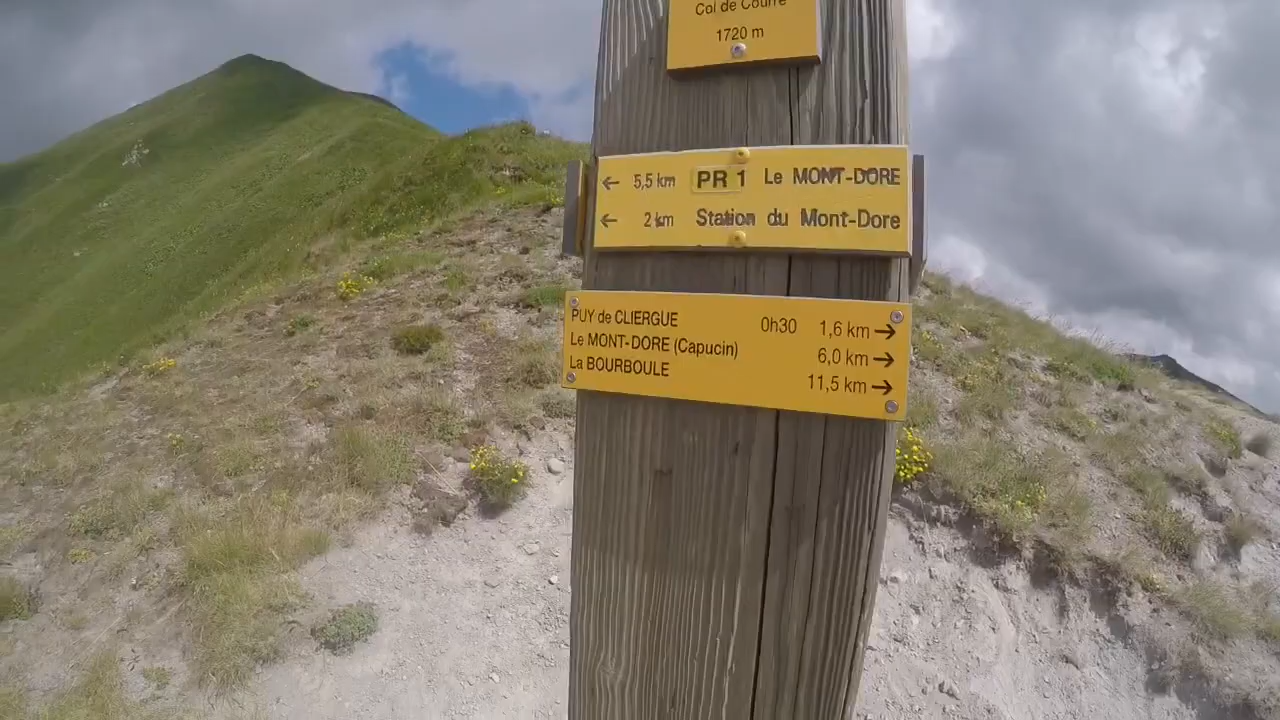 Col de Courre
1720 m
← 5,5 km PR 1 Le MONT-DORE
← 2 km Station du Mont-Dore
PUY de CLIERGUE 0h30 1,6 km →
Le MONT-DORE (Capucin) 6,0 km →
La BOURBOULE 11,5 km →